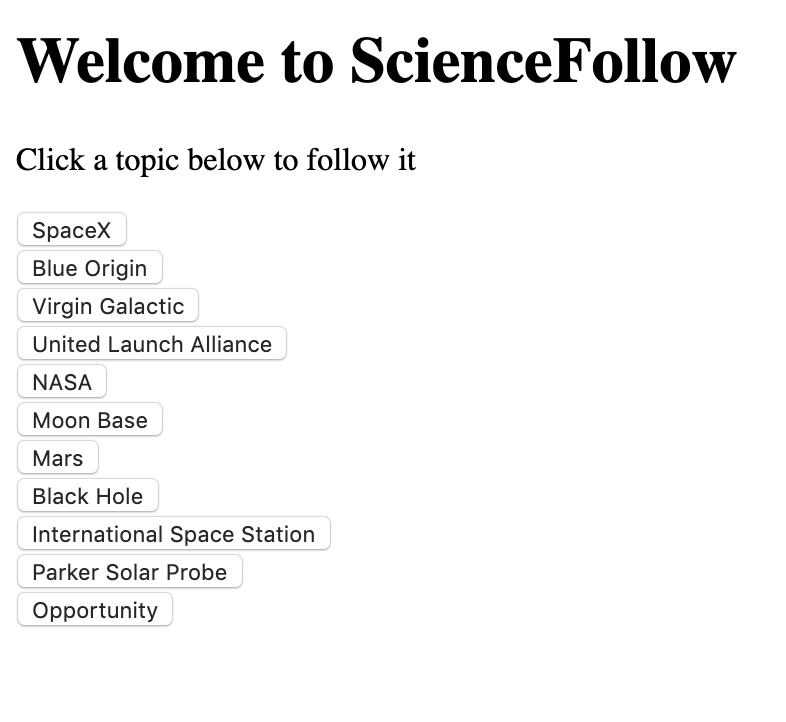 Welcome to ScienceFollow
Click a topic below to follow it
SpaceX
Blue Origin
Virgin Galactic
United Launch Alliance
NASA
Moon Base
Mars
Black Hole
International Space Station
Parker Solar Probe
Opportunity